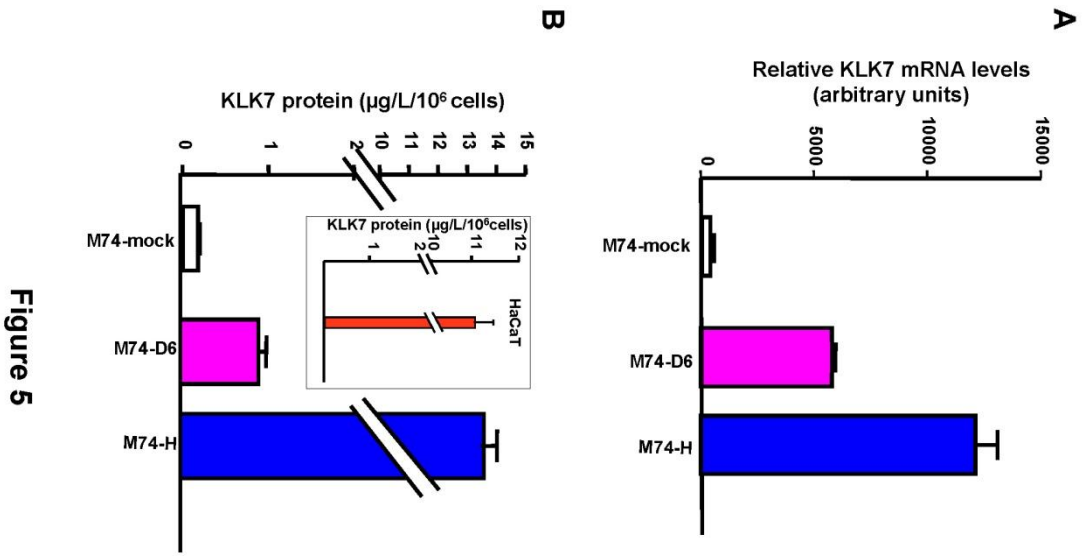 A
Relative KLK7 mRNA levels
(arbitrary units)
15000
10000
5000
0
M74-mock
M74-D6
M74-H
B
KLK7 protein (µg/L/10⁶ cells)
15
14
13
12
11
10
2
1
0
M74-mock
M74-D6
M74-H
KLK7 protein (µg/L/10⁶cells)
12
11
10
2
1
HaCaT
Figure 5